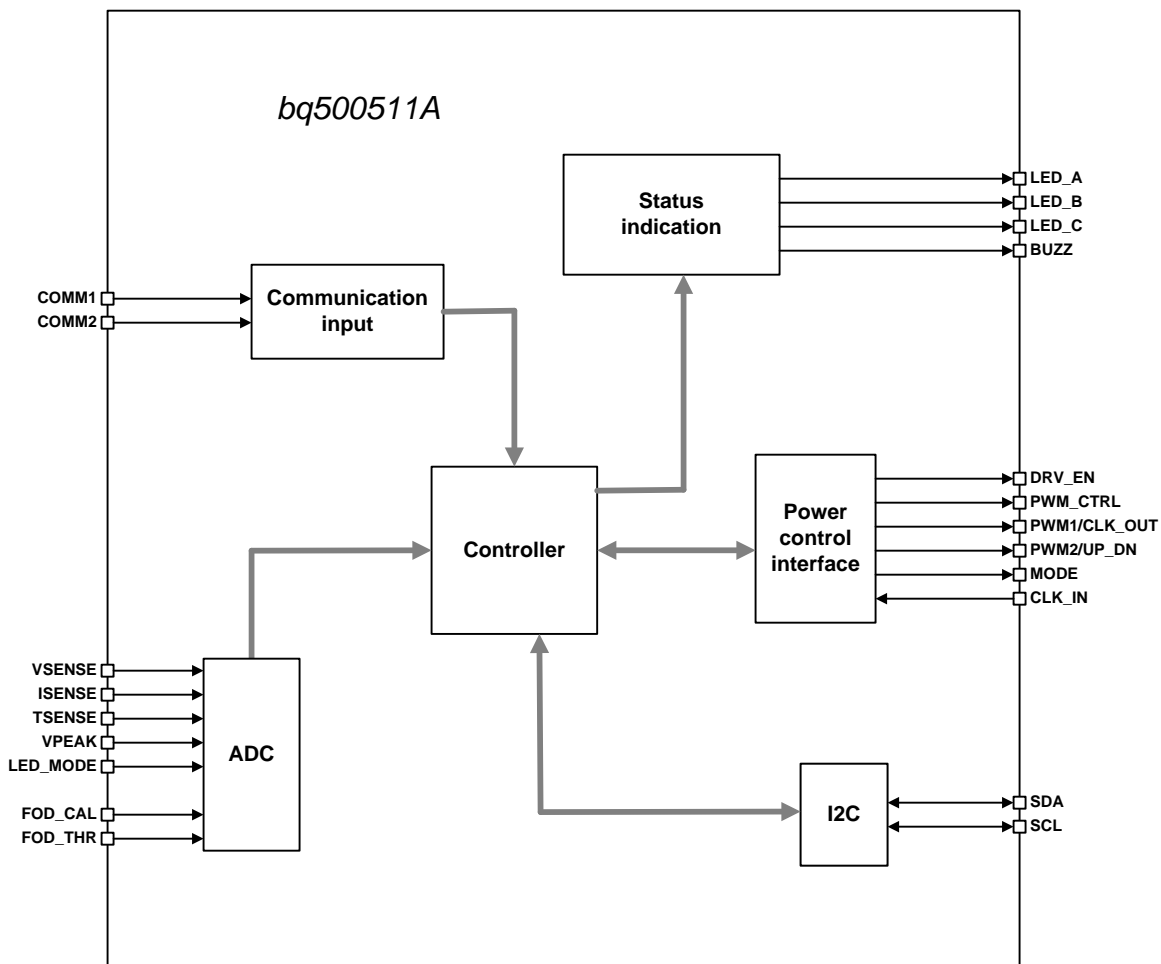 bq500511A
Status
indication
LED_A
LED_B
LED_C
BUZZ
COMM1
COMM2
Communication
input
Controller
Power
control
interface
DRV_EN
PWM_CTRL
PWM1/CLK_OUT
PWM2/UP_DN
MODE
CLK_IN
VSENSE
ISENSE
TSENSE
VPEAK
LED_MODE
FOD_CAL
FOD_THR
ADC
I2C
SDA
SCL